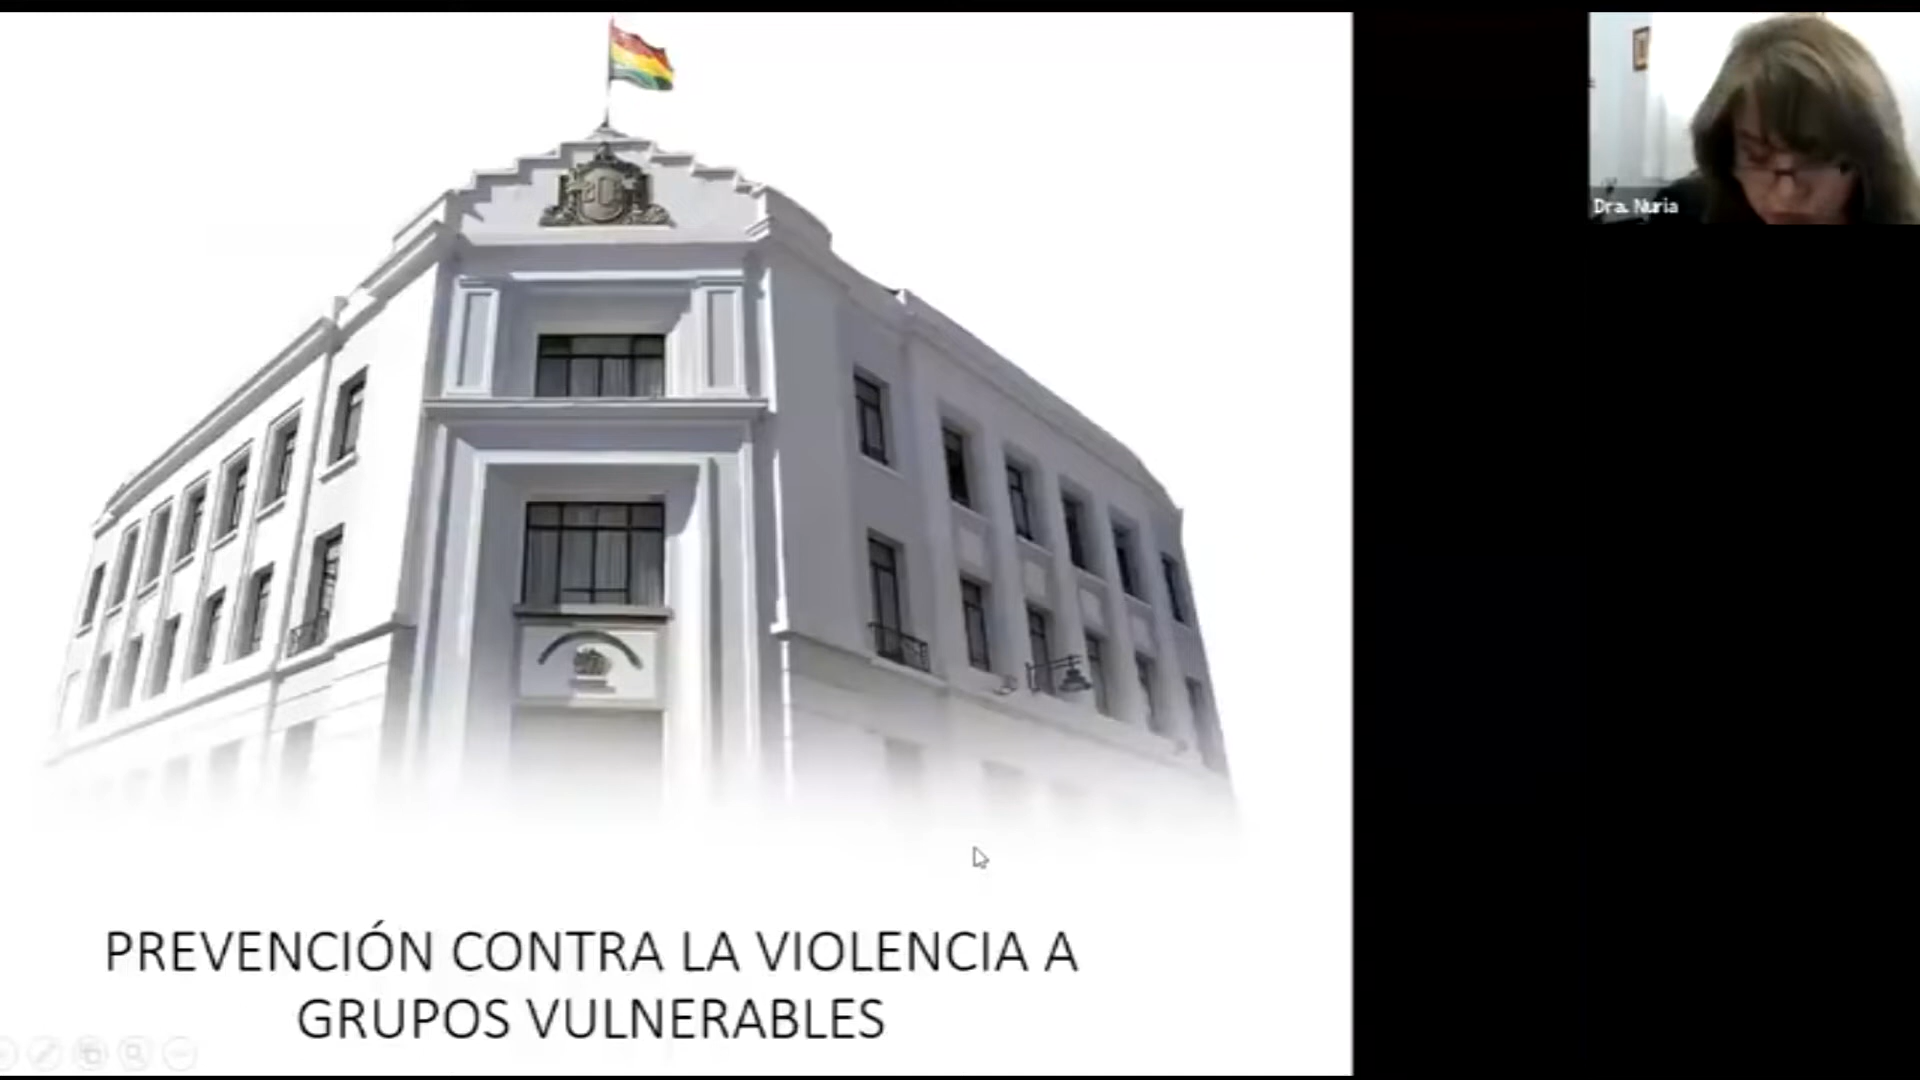 Dra. Nuria
PREVENCIÓN CONTRA LA VIOLENCIA A
GRUPOS VULNERABLES